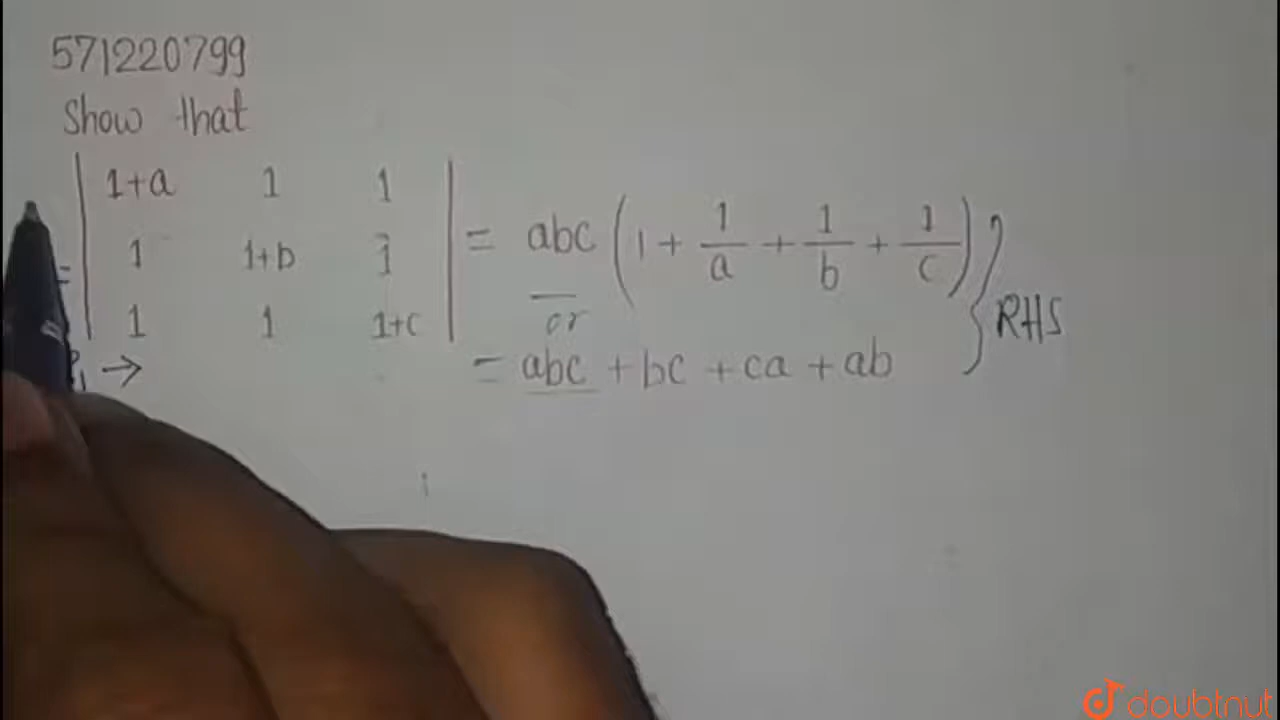 571220799
Show that
= | 1+a 1 1 | = abc (1 + 1/a + 1/b + 1/c)
| 1 1+b 1 |
| 1 1 1+c |
or
= abc + bc + ca + ab
} RHS
1 →
doubtnut